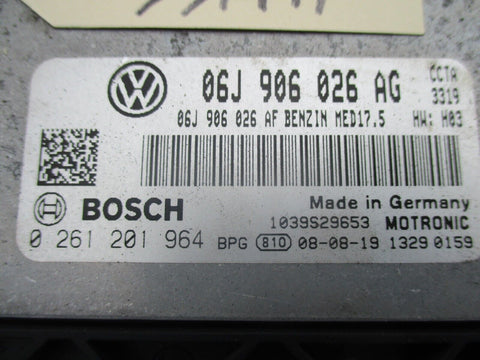 06J 906 026 AG CCTA
3319
06J 906 026 AF BENZIN MED17.5 HW: H03
BOSCH Made in Germany
1039S29653 MOTRONIC
0 261 201 964 BPG 810 08-08-19 1329 0159